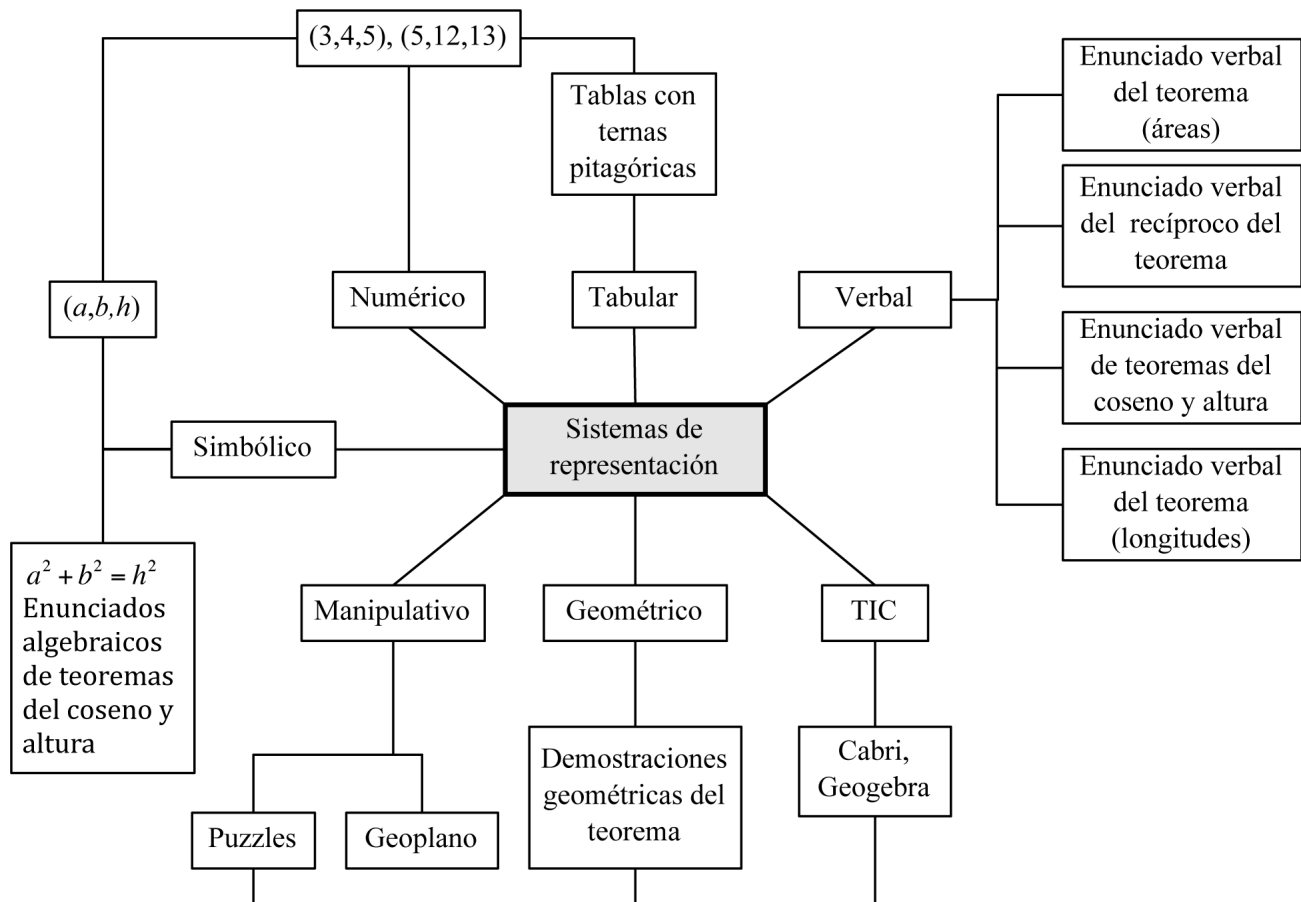 (3,4,5), (5,12,13)
Tablas con
ternas
pitagóricas
Enunciado verbal
del teorema
(áreas)
Enunciado verbal
del recíproco del
teorema
(a,b,h)
Numérico
Tabular
Verbal
Enunciado verbal
de teoremas del
coseno y altura
Simbólico
Sistemas de
representación
Enunciado verbal
del teorema
(longitudes)
a² + b² = h²
Enunciados
algebraicos
de teoremas
del coseno y
altura
Manipulativo
Geométrico
TIC
Puzzles
Geoplano
Demostraciones
geométricas del
teorema
Cabri,
Geogebra